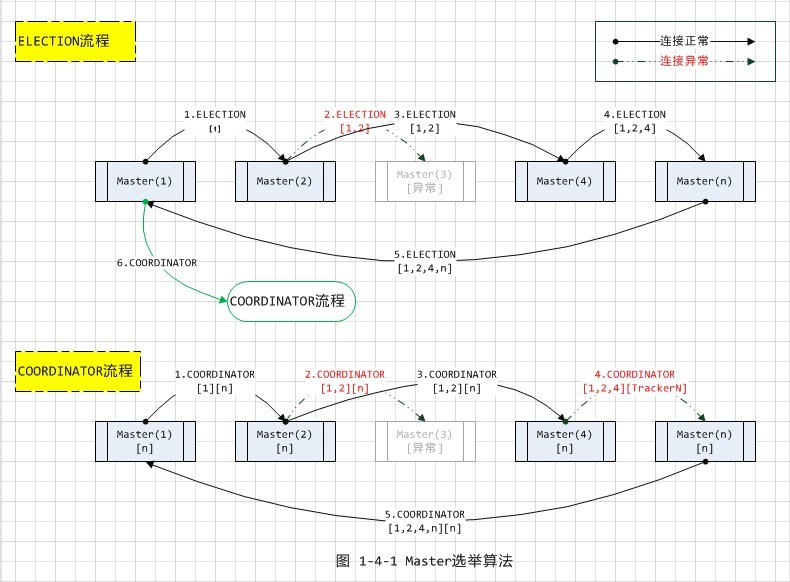 ELECTION流程
连接正常
连接异常
1.ELECTION
[1]
2.ELECTION
[1,2]
3.ELECTION
[1,2]
4.ELECTION
[1,2,4]
Master(1)
Master(2)
Master(3)
[异常]
Master(4)
Master(n)
5.ELECTION
[1,2,4,n]
6.COORDINATOR
COORDINATOR流程
COORDINATOR流程
1.COORDINATOR
[1][n]
2.COORDINATOR
[1,2][n]
3.COORDINATOR
[1,2][n]
4.COORDINATOR
[1,2,4][TrackerN]
Master(1)
[n]
Master(2)
[n]
Master(3)
[异常]
Master(4)
[n]
Master(n)
[n]
5.COORDINATOR
[1,2,4,n][n]
图 1-4-1 Master选举算法